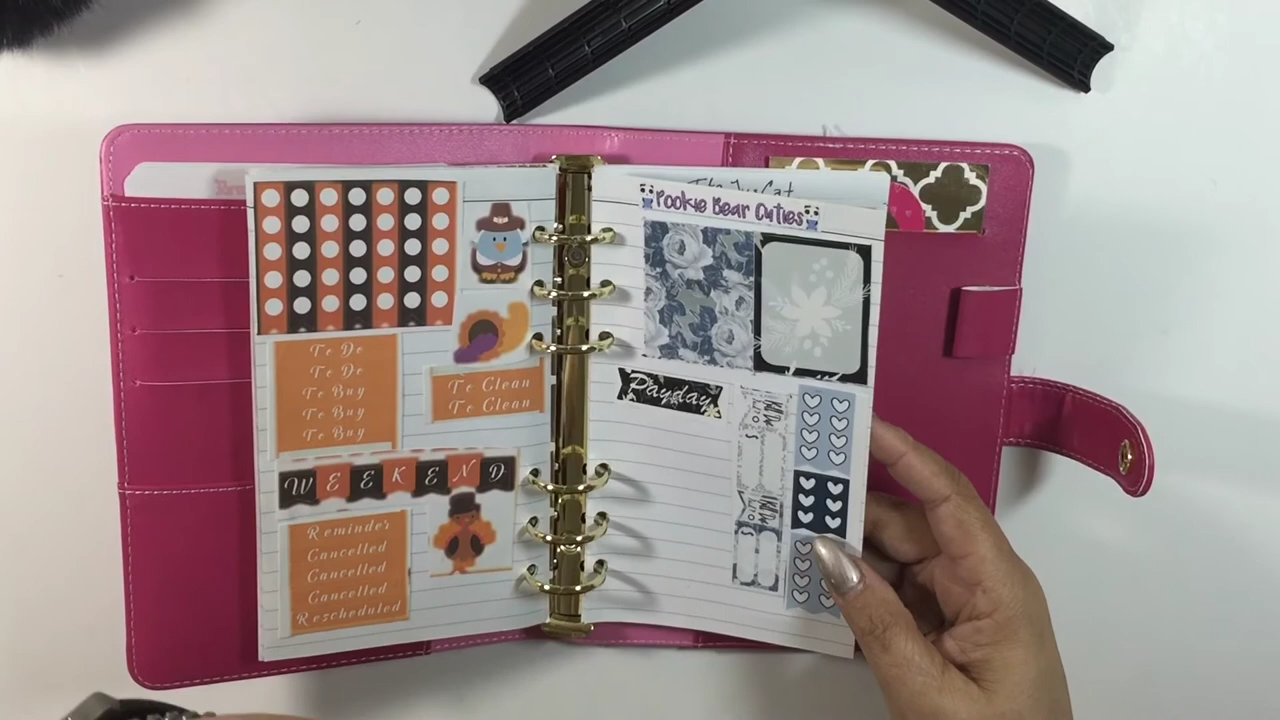 To Do
To Do
To Buy
To Buy
To Buy
To Clean
To Clean
WEEKEND
Reminder
Cancelled
Cancelled
Cancelled
Rescheduled
Pookie Bear Cuties
Payday